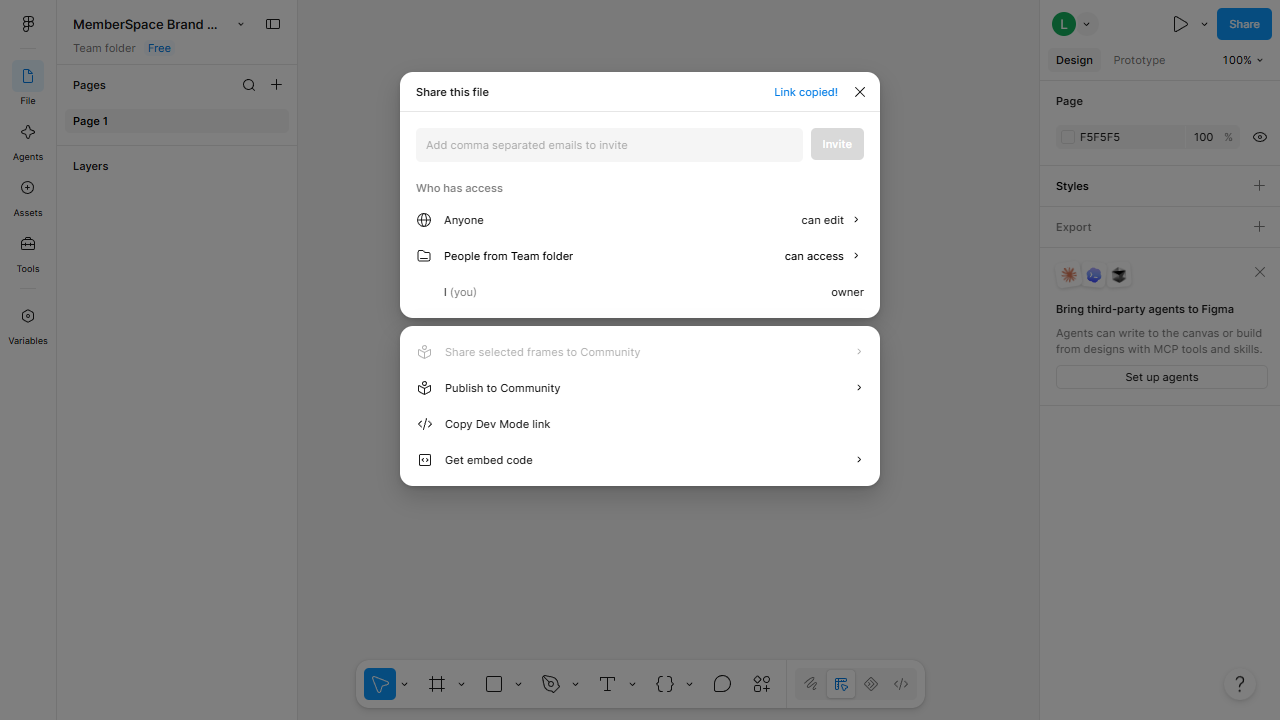 MemberSpace Brand ...
Team folder Free
Pages
Page 1
Layers
File
Agents
Assets
Tools
Variables
Share this file
Link copied!
Add comma separated emails to invite
Invite
Who has access
Anyone can edit
People from Team folder can access
I (you) owner
Share selected frames to Community
Publish to Community
Copy Dev Mode link
Get embed code
L
Share
Design Prototype 100%
Page
F5F5F5 100 %
Styles
Export
Bring third-party agents to Figma
Agents can write to the canvas or build
from designs with MCP tools and skills.
Set up agents
?